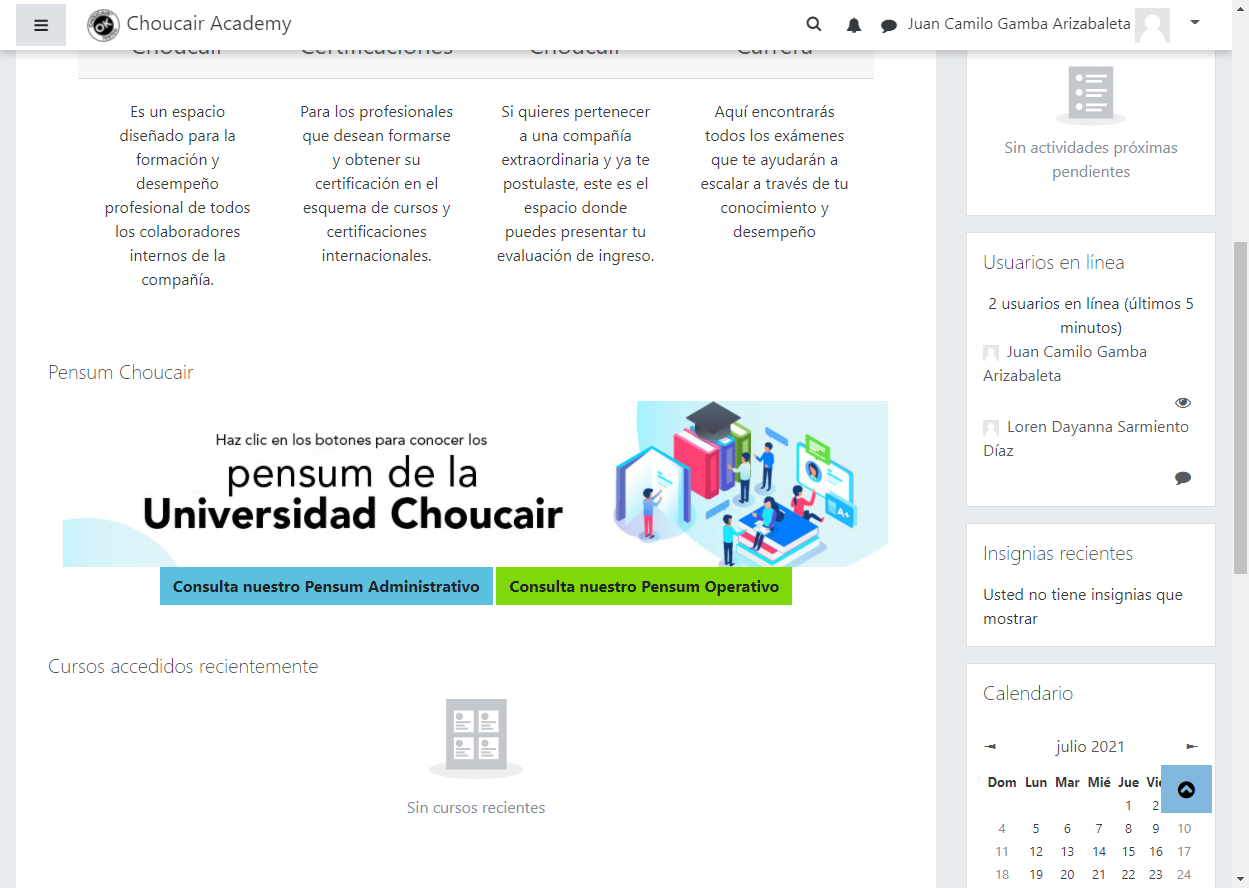 Choucair Academy
Juan Camilo Gamba Arizabaleta
Choucair
Certificaciones
Choucair
Carrera
Es un espacio
diseñado para la
formación y
desempeño
profesional de todos
los colaboradores
internos de la
compañía.
Para los profesionales
que desean formarse
y obtener su
certificación en el
esquema de cursos y
certificaciones
internacionales.
Si quieres pertenecer
a una compañía
extraordinaria y ya te
postulaste, este es el
espacio donde
puedes presentar tu
evaluación de ingreso.
Aquí encontrarás
todos los exámenes
que te ayudarán a
escalar a través de tu
conocimiento y
desempeño
Pensum Choucair
Haz clic en los botones para conocer los
pensum de la
Universidad Choucair
A+
Consulta nuestro Pensum Administrativo
Consulta nuestro Pensum Operativo
Cursos accedidos recientemente
Sin cursos recientes
Sin actividades próximas
pendientes
Usuarios en línea
2 usuarios en línea (últimos 5
minutos)
Juan Camilo Gamba
Arizabaleta
Loren Dayanna Sarmiento
Díaz
Insignias recientes
Usted no tiene insignias que
mostrar
Calendario
julio 2021
Dom Lun Mar Mié Jue
1 2
4 5 6 7 8 9 10
11 12 13 14 15 16 17
18 19 20 21 22 23 24